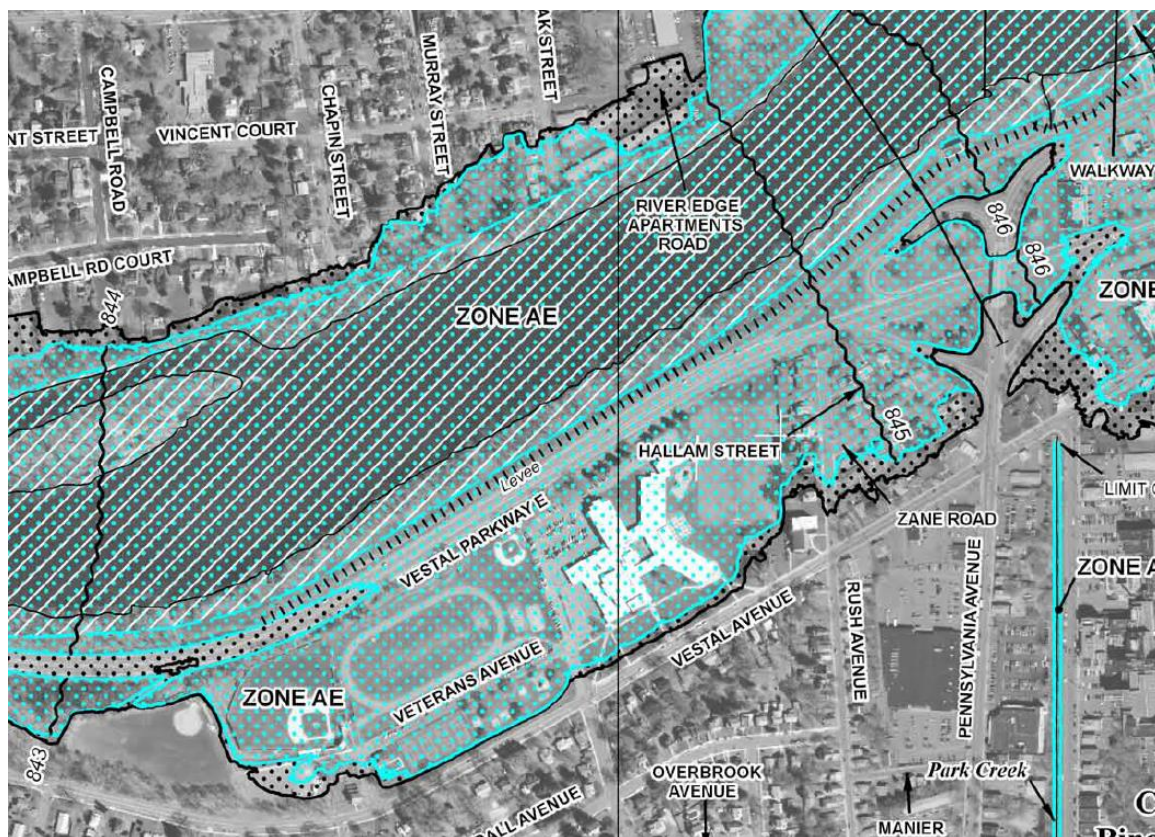 OAK STREET
MURRAY STREET
CAMPBELL ROAD
CHAPIN STREET
NT STREET
VINCENT COURT
WALKWAY
RIVER EDGE
APARTMENTS
ROAD
846
846
AMPBELL RD COURT
844
ZONE AE
ZONE
845
HALLAM STREET
Levee
LIMIT
ZANE ROAD
VESTAL PARKWAY E
ZONE A
RUSH AVENUE
PENNSYLVANIA AVENUE
VESTAL AVENUE
VETERANS AVENUE
ZONE AE
843
OVERBROOK
AVENUE
Park Creek
MANIER
AVENUE